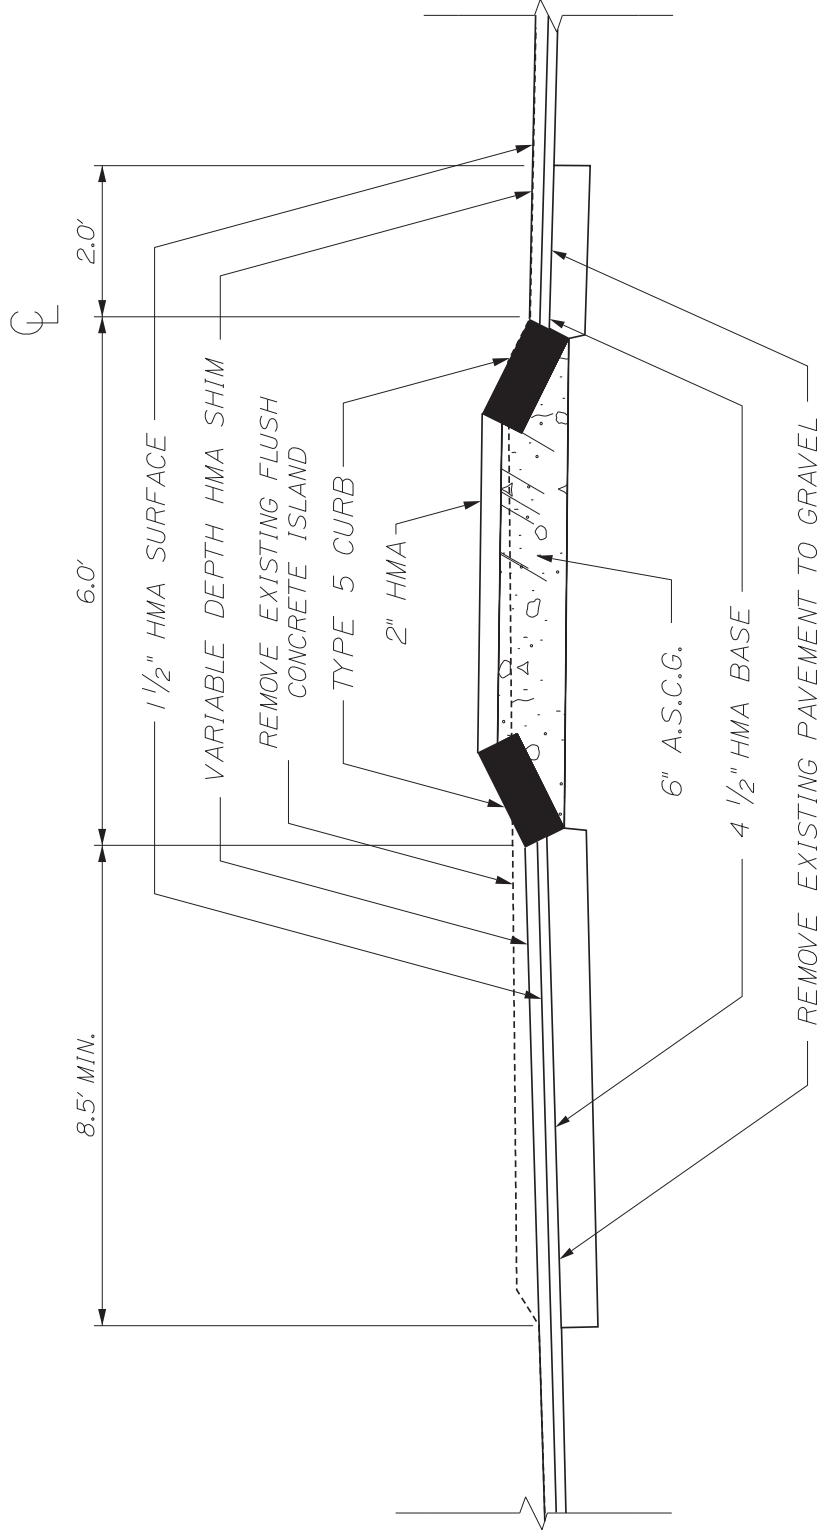 ℄
8.5' MIN.
6.0'
2.0'
1 1/2" HMA SURFACE
VARIABLE DEPTH HMA SHIM
REMOVE EXISTING FLUSH
CONCRETE ISLAND
TYPE 5 CURB
2" HMA
6" A.S.C.G.
4 1/2" HMA BASE
REMOVE EXISTING PAVEMENT TO GRAVEL